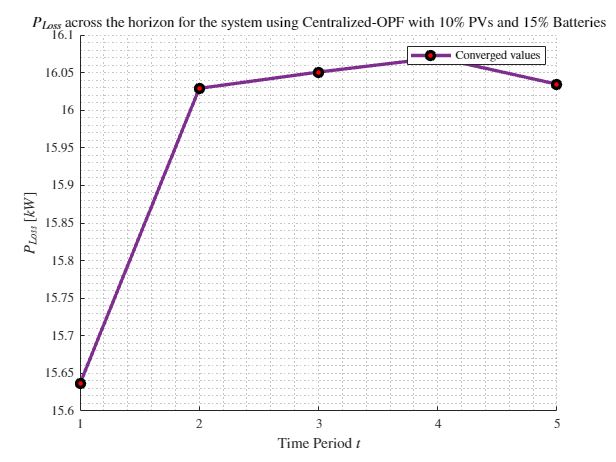 P_Loss across the horizon for the system using Centralized-OPF with 10% PVs and 15% Batteries
16.1
Converged values
16.05
16
15.95
15.9
15.85
15.8
15.75
15.7
15.65
15.6
P_Loss [kW]
1 2 3 4 5
Time Period t